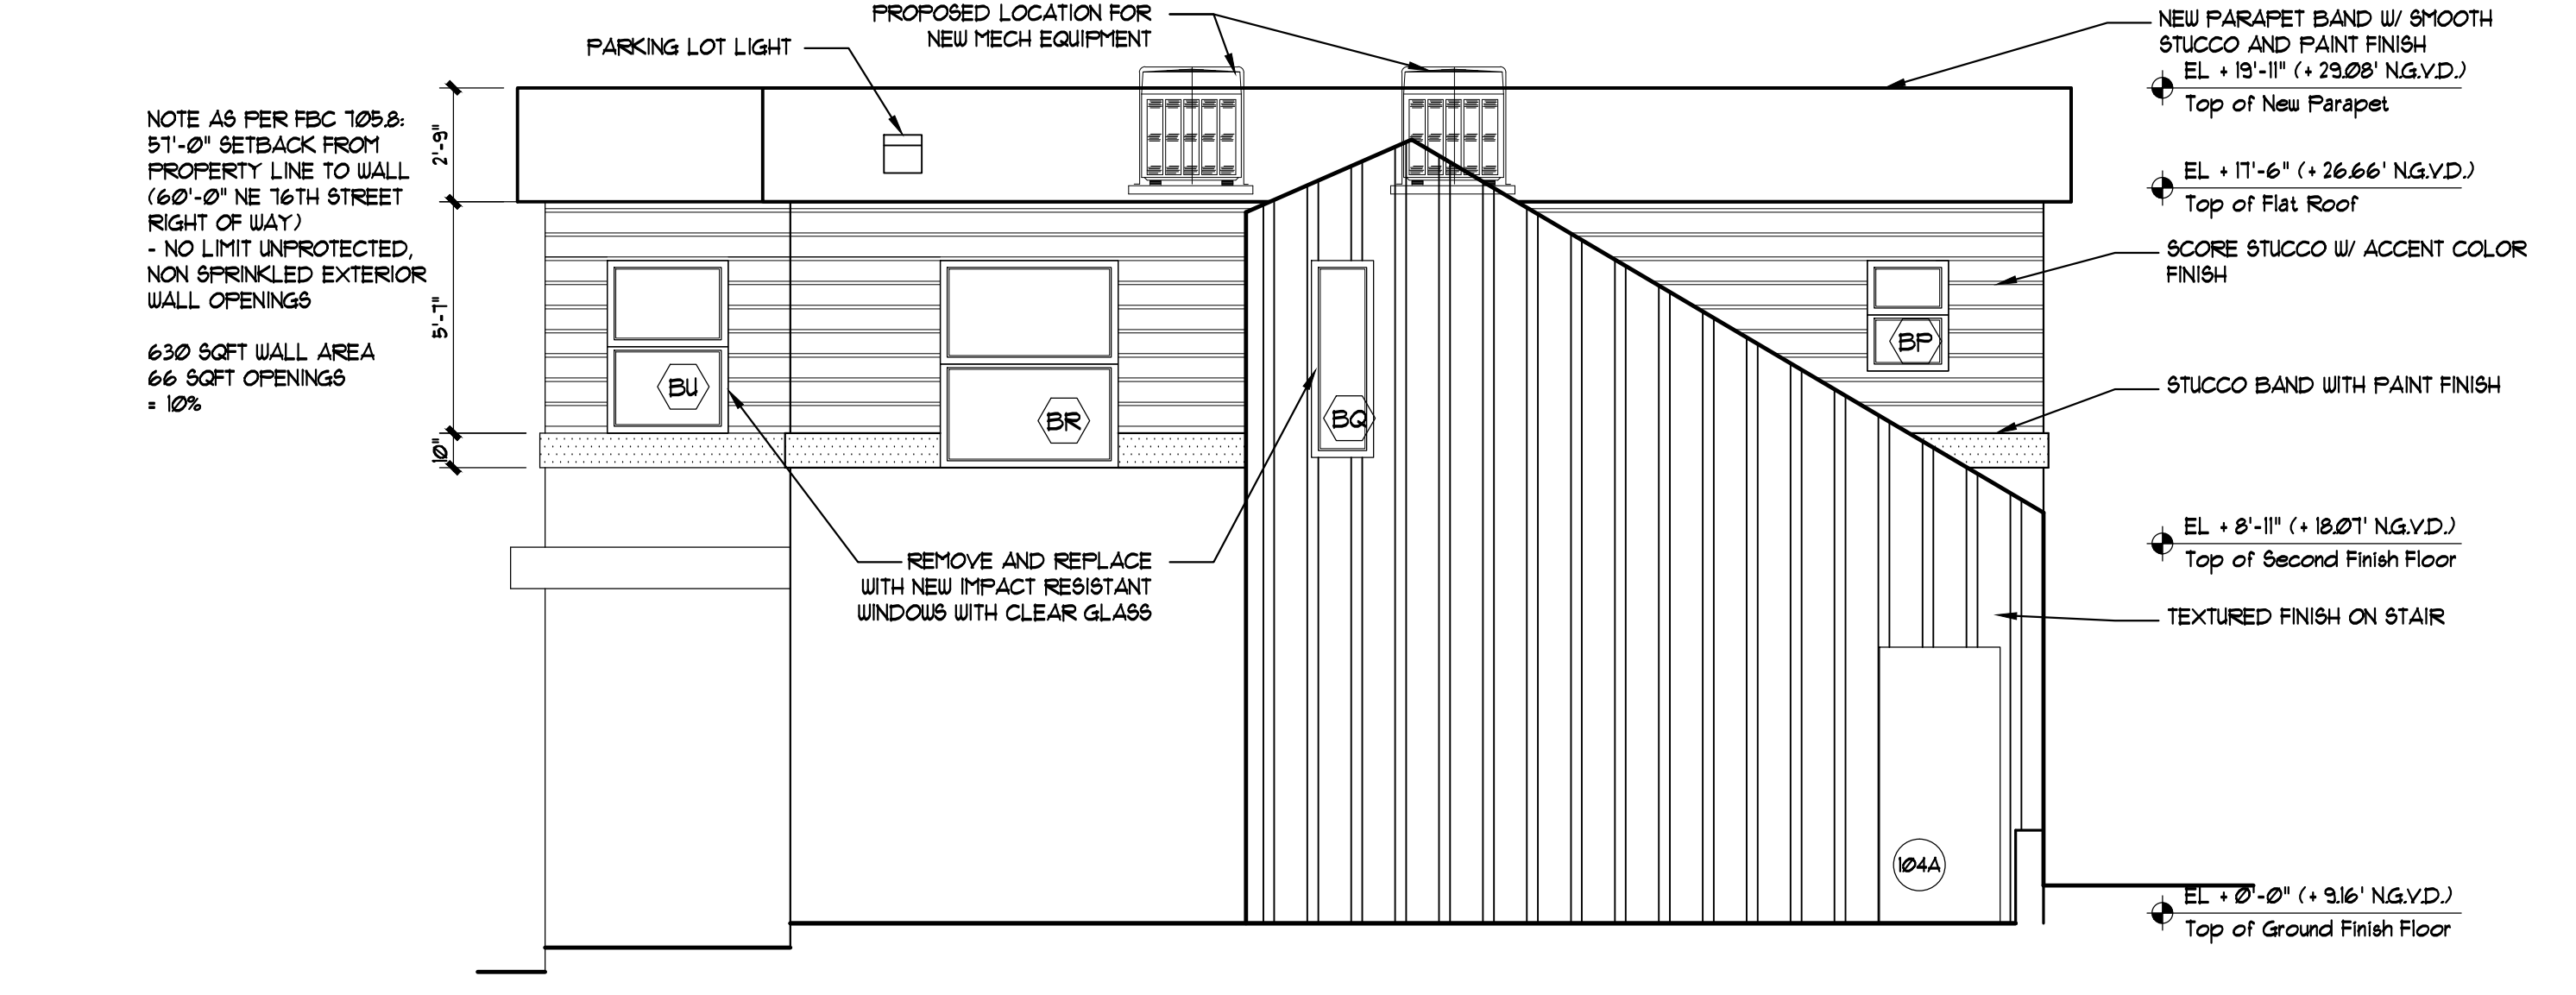 PROPOSED LOCATION FOR
NEW MECH EQUIPMENT
PARKING LOT LIGHT
NEW PARAPET BAND W/ SMOOTH
STUCCO AND PAINT FINISH
EL + 19'-11" (+ 29.08' N.G.V.D.)
Top of New Parapet
NOTE AS PER FBC 705.8:
57'-0" SETBACK FROM
PROPERTY LINE TO WALL
(60'-0" NE 76TH STREET
RIGHT OF WAY)
- NO LIMIT UNPROTECTED,
NON SPRINKLED EXTERIOR
WALL OPENINGS
630 SQFT WALL AREA
66 SQFT OPENINGS
= 10%
2'-9"
5'-7"
10"
EL + 17'-6" (+ 26.66' N.G.V.D.)
Top of Flat Roof
SCORE STUCCO W/ ACCENT COLOR
FINISH
BU
BR
BQ
BP
STUCCO BAND WITH PAINT FINISH
REMOVE AND REPLACE
WITH NEW IMPACT RESISTANT
WINDOWS WITH CLEAR GLASS
EL + 8'-11" (+ 18.07' N.G.V.D.)
Top of Second Finish Floor
TEXTURED FINISH ON STAIR
104A
EL + 0'-0" (+ 9.16' N.G.V.D.)
Top of Ground Finish Floor